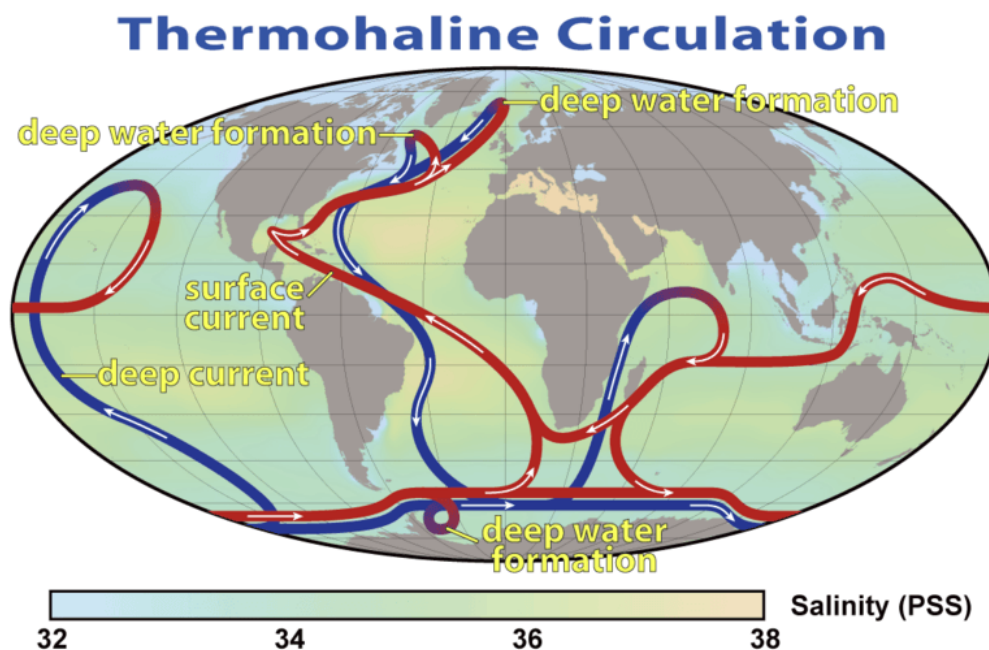 Thermohaline Circulation
deep water formation
deep water formation
surface
current
deep current
deep water
formation
Salinity (PSS)
32 34 36 38